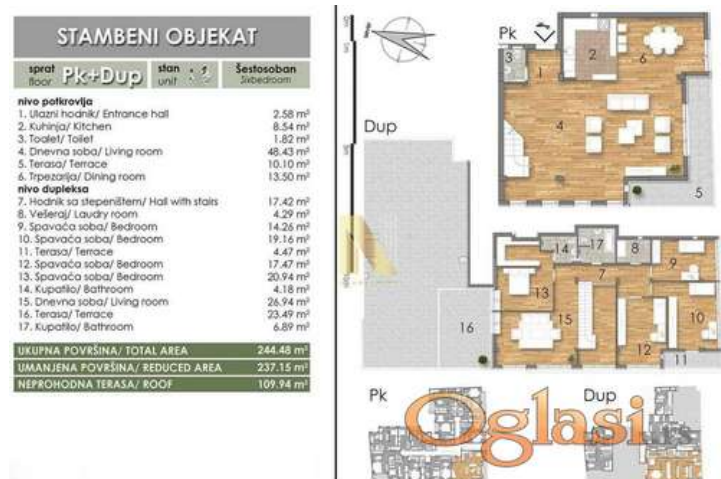 STAMBENI OBJEKAT
sprat
floor
Pk+Dup
stan
unit
Šestosoban
Sixbedroom
nivo potkrovlja
1. Ulazni hodnik/ Entrance hall 2.58 m²
2. Kuhinja/ Kitchen 8.54 m²
3. Toalet/ Toilet 1.82 m²
4. Dnevna soba/ Living room 48.43 m²
5. Terasa/ Terrace 10.10 m²
6. Trpezarija/ Dining room 13.50 m²
nivo dupleksa
7. Hodnik sa stepeništem/ Hall with stairs 17.42 m²
8. Vešeraj/ Laudry room 4.29 m²
9. Spavaća soba/ Bedroom 14.26 m²
10. Spavaća soba/ Bedroom 19.16 m²
11. Terasa/ Terrace 4.47 m²
12. Spavaća soba/ Bedroom 17.47 m²
13. Spavaća soba/ Bedroom 20.94 m²
14. Kupatilo/ Bathroom 4.18 m²
15. Dnevna soba/ Living room 26.94 m²
16. Terasa/ Terrace 23.49 m²
17. Kupatilo/ Bathroom 6.89 m²
UKUPNA POVRŠINA/ TOTAL AREA 244.48 m²
UMANJENA POVRŠINA/ REDUCED AREA 237.15 m²
NEPROHODNA TERASA/ ROOF 109.94 m²
Pk
3
1
2
6
4
5
Dup
14
17
8
9
7
13
16
15
12
10
11
Pk
Dup
Oglasi